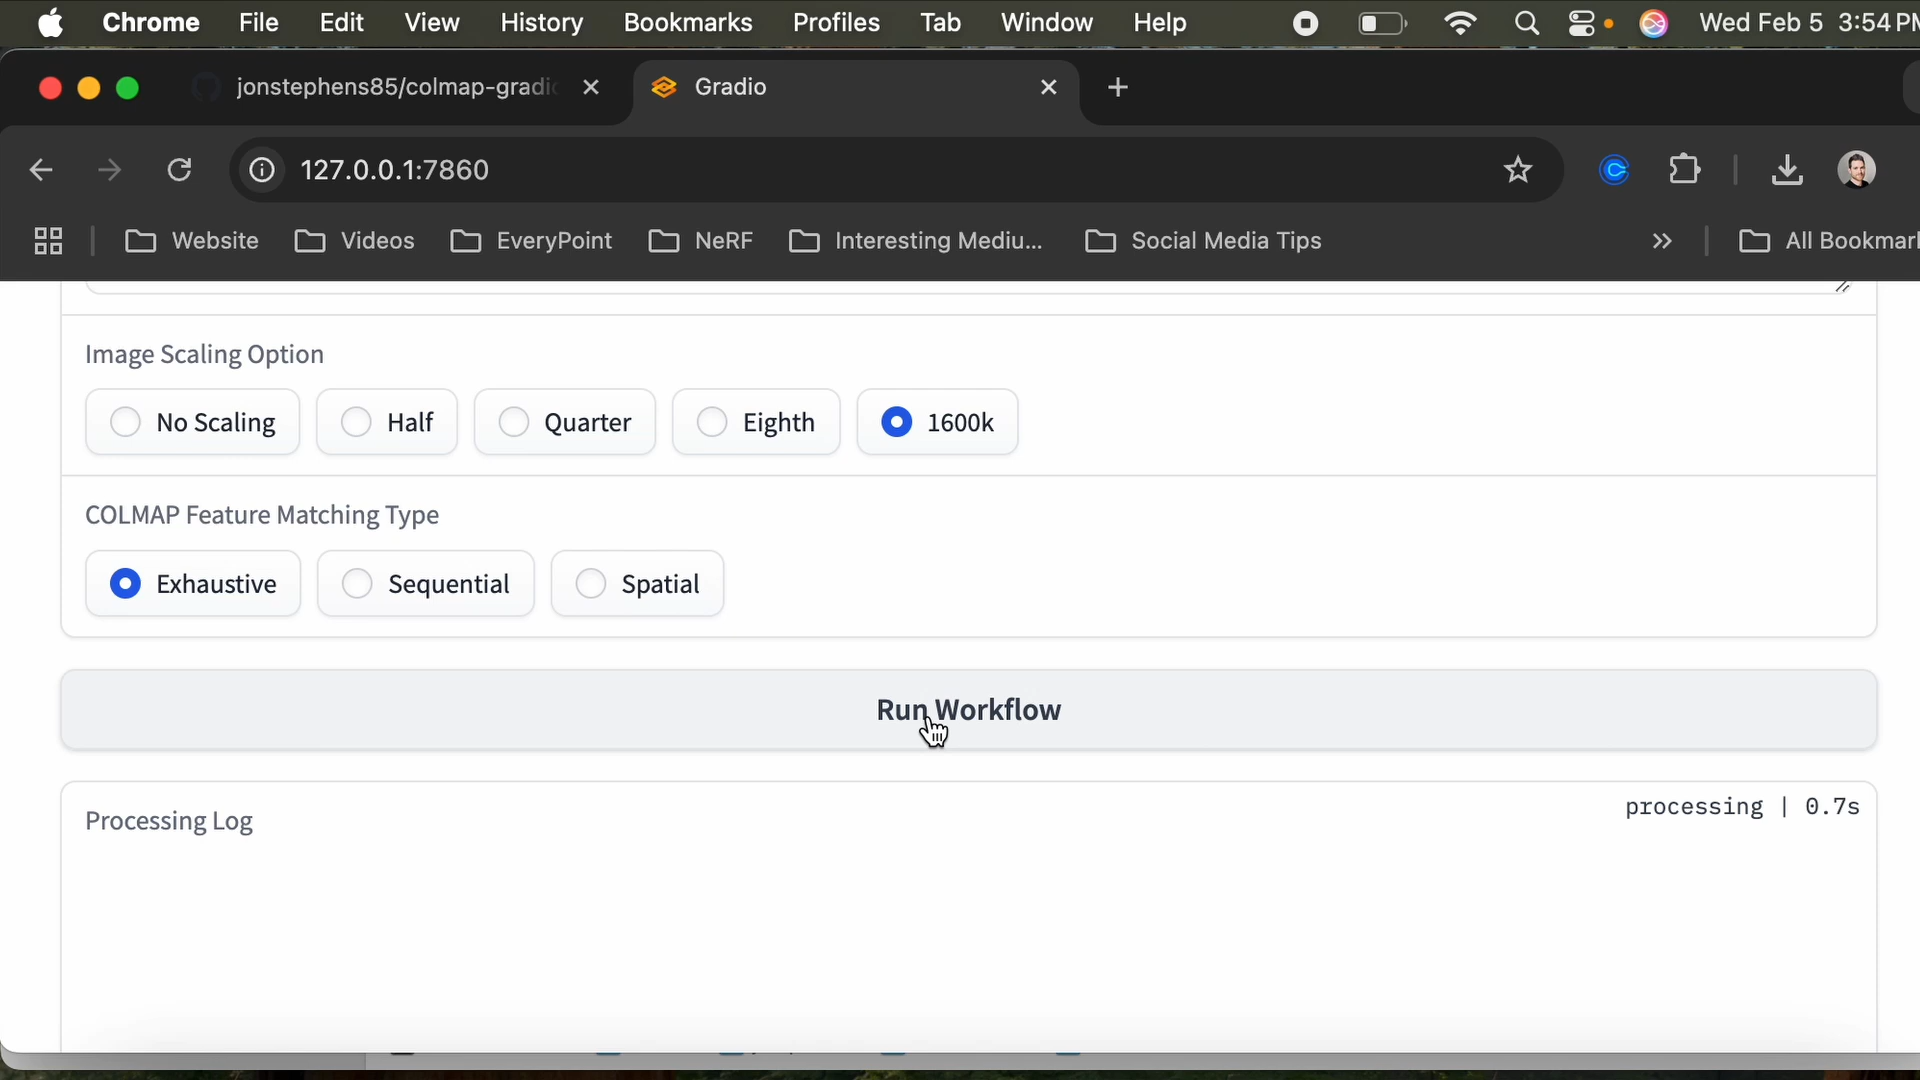 Chrome File Edit View History Bookmarks Profiles Tab Window Help Wed Feb 5 3:54 PM
jonstephens85/colmap-gradi Gradio
127.0.0.1:7860
Website Videos EveryPoint NeRF Interesting Mediu... Social Media Tips All Bookmark
Image Scaling Option
No Scaling Half Quarter Eighth 1600k
COLMAP Feature Matching Type
Exhaustive Sequential Spatial
Run Workflow
Processing Log processing | 0.7s